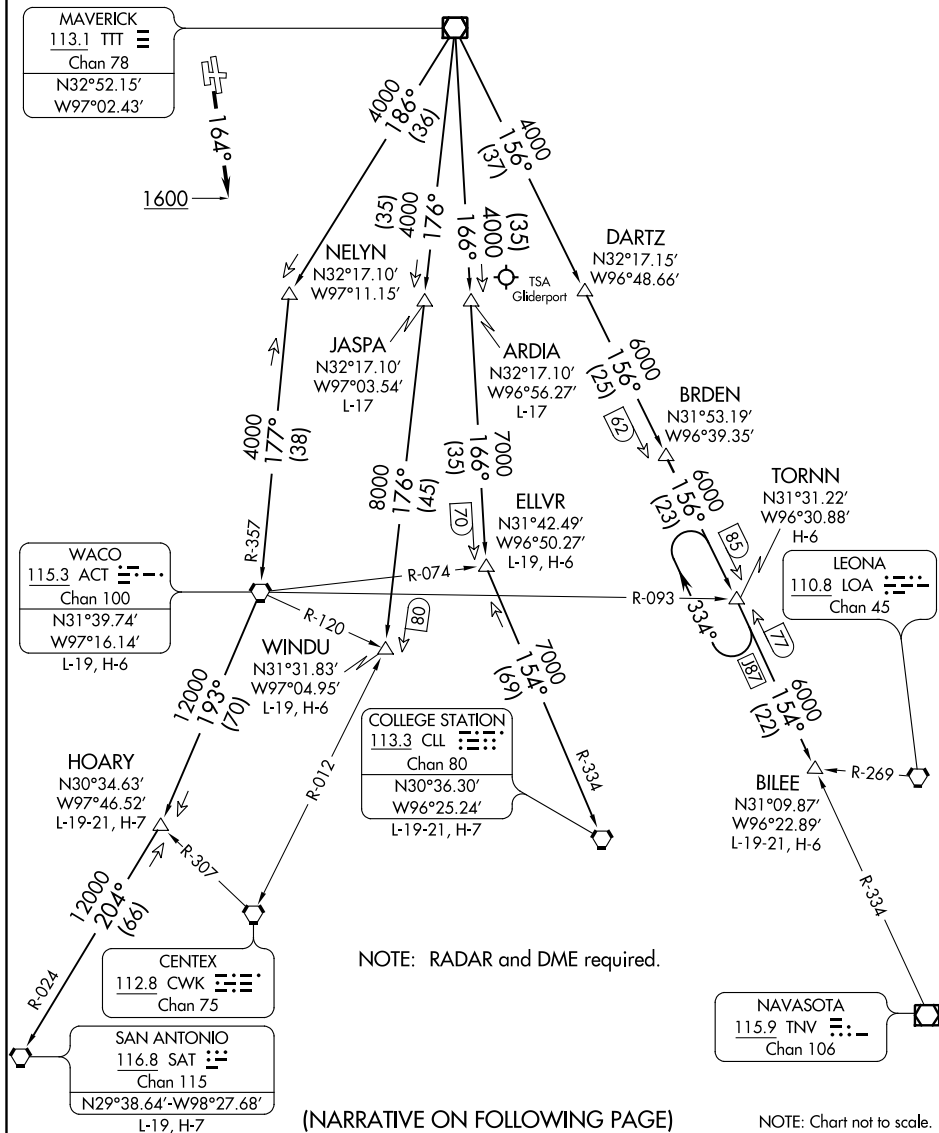 MAVERICK
113.1 TTT
Chan 78
N32°52.15'
W97°02.43'
164°
1600
4000
186°
(36)
(35)
4000
176°
(35)
4000
166°
4000
156°
(37)
NELYN
N32°17.10'
W97°11.15'
TSA
Gliderport
DARTZ
N32°17.15'
W96°48.66'
JASPA
N32°17.10'
W97°03.54'
L-17
ARDIA
N32°17.10'
W96°56.27'
L-17
6000
156°
(25)
62
BRDEN
N31°53.19'
W96°39.35'
4000
177°
(38)
8000
176°
(45)
7000
166°
(35)
70
ELLVR
N31°42.49'
W96°50.27'
L-19, H-6
6000
156°
(23)
85
TORNN
N31°31.22'
W96°30.88'
H-6
R-357
WACO
115.3 ACT
Chan 100
N31°39.74'
W97°16.14'
L-19, H-6
R-074
R-093
R-120
LEONA
110.8 LOA
Chan 45
334°
77
J87
WINDU
N31°31.83'
W97°04.95'
L-19, H-6
80
7000
154°
(69)
6000
154°
(22)
12000
193°
(70)
COLLEGE STATION
113.3 CLL
Chan 80
N30°36.30'
W96°25.24'
L-19-21, H-7
R-334
R-012
HOARY
N30°34.63'
W97°46.52'
L-19-21, H-7
BILEE
N31°09.87'
W96°22.89'
L-19-21, H-6
R-269
R-307
R-334
12000
204°
(66)
R-024
CENTEX
112.8 CWK
Chan 75
NOTE: RADAR and DME required.
NAVASOTA
115.9 TNV
Chan 106
SAN ANTONIO
116.8 SAT
Chan 115
N29°38.64'-W98°27.68'
L-19, H-7
(NARRATIVE ON FOLLOWING PAGE)
NOTE: Chart not to scale.